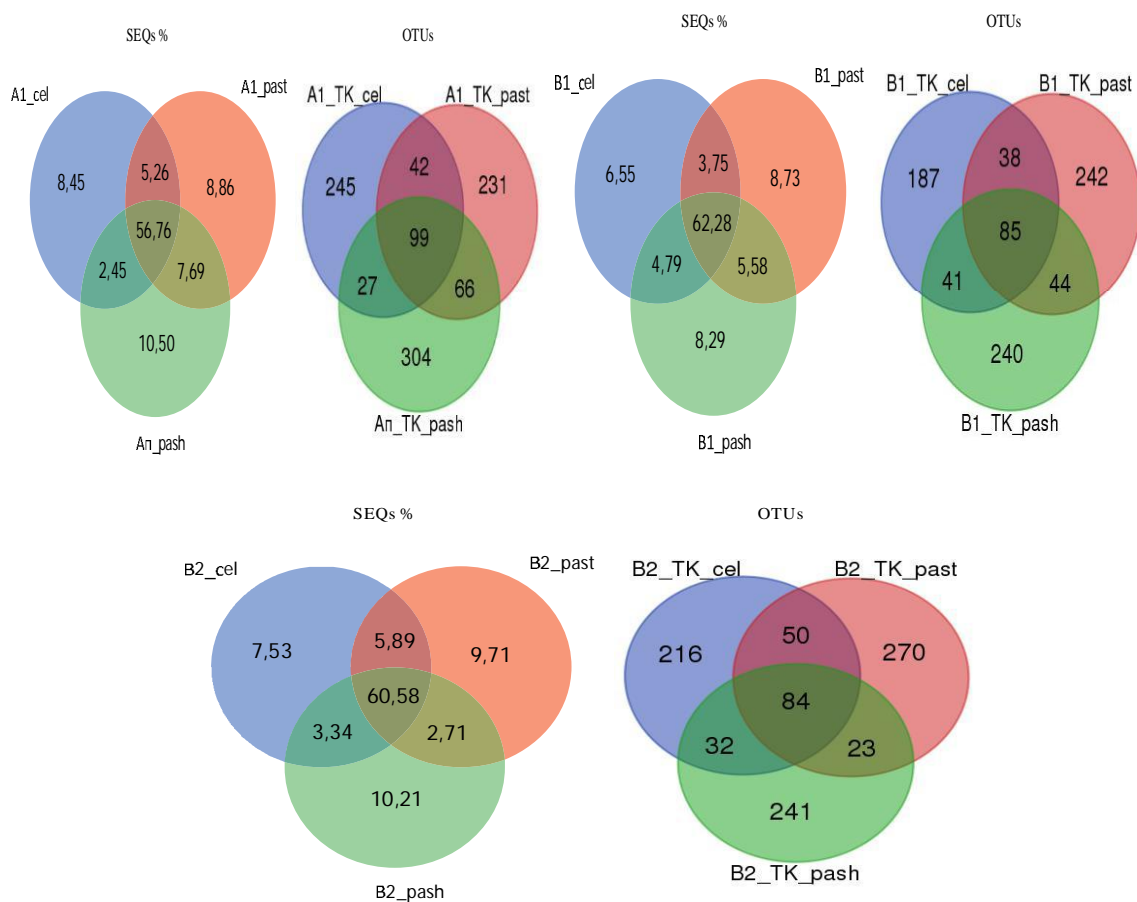 SEQs %
OTUs
SEQs %
OTUs
A1_cel
A1_past
A1_TK_cel
A1_TK_past
B1_cel
B1_past
B1_TK_cel
B1_TK_past
8,45
5,26
8,86
56,76
2,45
7,69
10,50
Ап_pash
245
42
231
99
27
66
304
Ап_TK_pash
6,55
3,75
8,73
62,28
4,79
5,58
8,29
B1_pash
187
38
242
85
41
44
240
B1_TK_pash
SEQs %
OTUs
B2_cel
B2_past
B2_TK_cel
B2_TK_past
7,53
5,89
9,71
60,58
3,34
2,71
10,21
B2_pash
216
50
270
84
32
23
241
B2_TK_pash